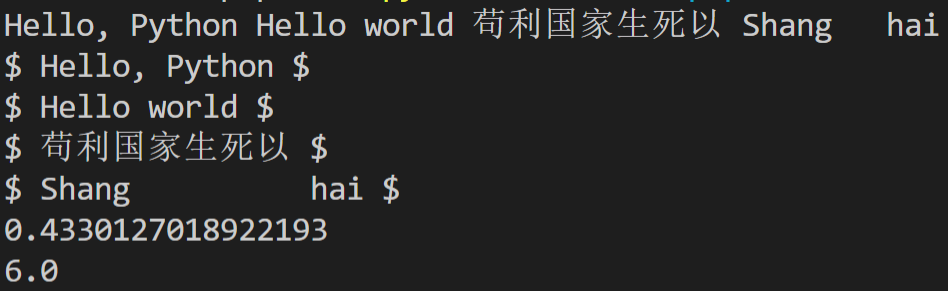 Hello, Python Hello world 苟利国家生死以 Shang   hai
$ Hello, Python $
$ Hello world $
$ 苟利国家生死以 $
$ Shang          hai $
0.4330127018922193
6.0